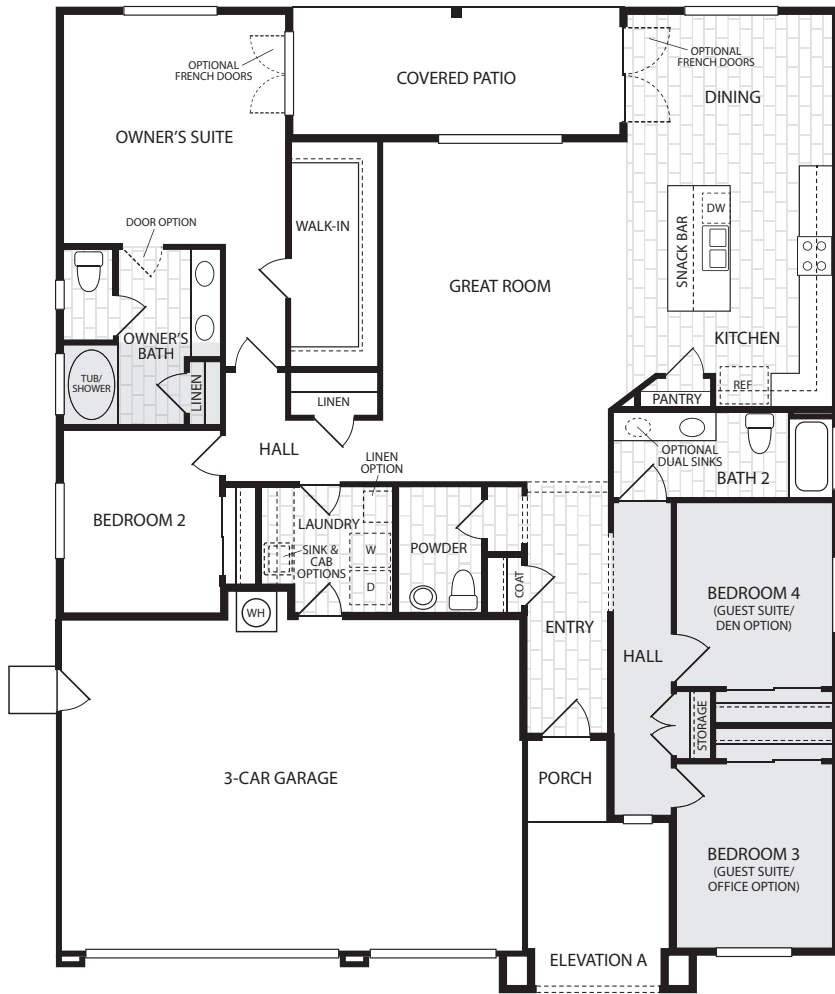 OPTIONAL
FRENCH DOORS
COVERED PATIO
OPTIONAL
FRENCH DOORS
DINING
OWNER'S SUITE
DOOR OPTION
WALK-IN
GREAT ROOM
SNACK BAR
DW
KITCHEN
OWNER'S
BATH
TUB/
SHOWER
LINEN
LINEN
PANTRY
REF
HALL
LINEN
OPTION
OPTIONAL
DUAL SINKS
BATH 2
BEDROOM 2
LAUNDRY
SINK &
CAB
OPTIONS
W
D
POWDER
COAT
WH
ENTRY
HALL
BEDROOM 4
(GUEST SUITE/
DEN OPTION)
STORAGE
3-CAR GARAGE
PORCH
BEDROOM 3
(GUEST SUITE/
OFFICE OPTION)
ELEVATION A